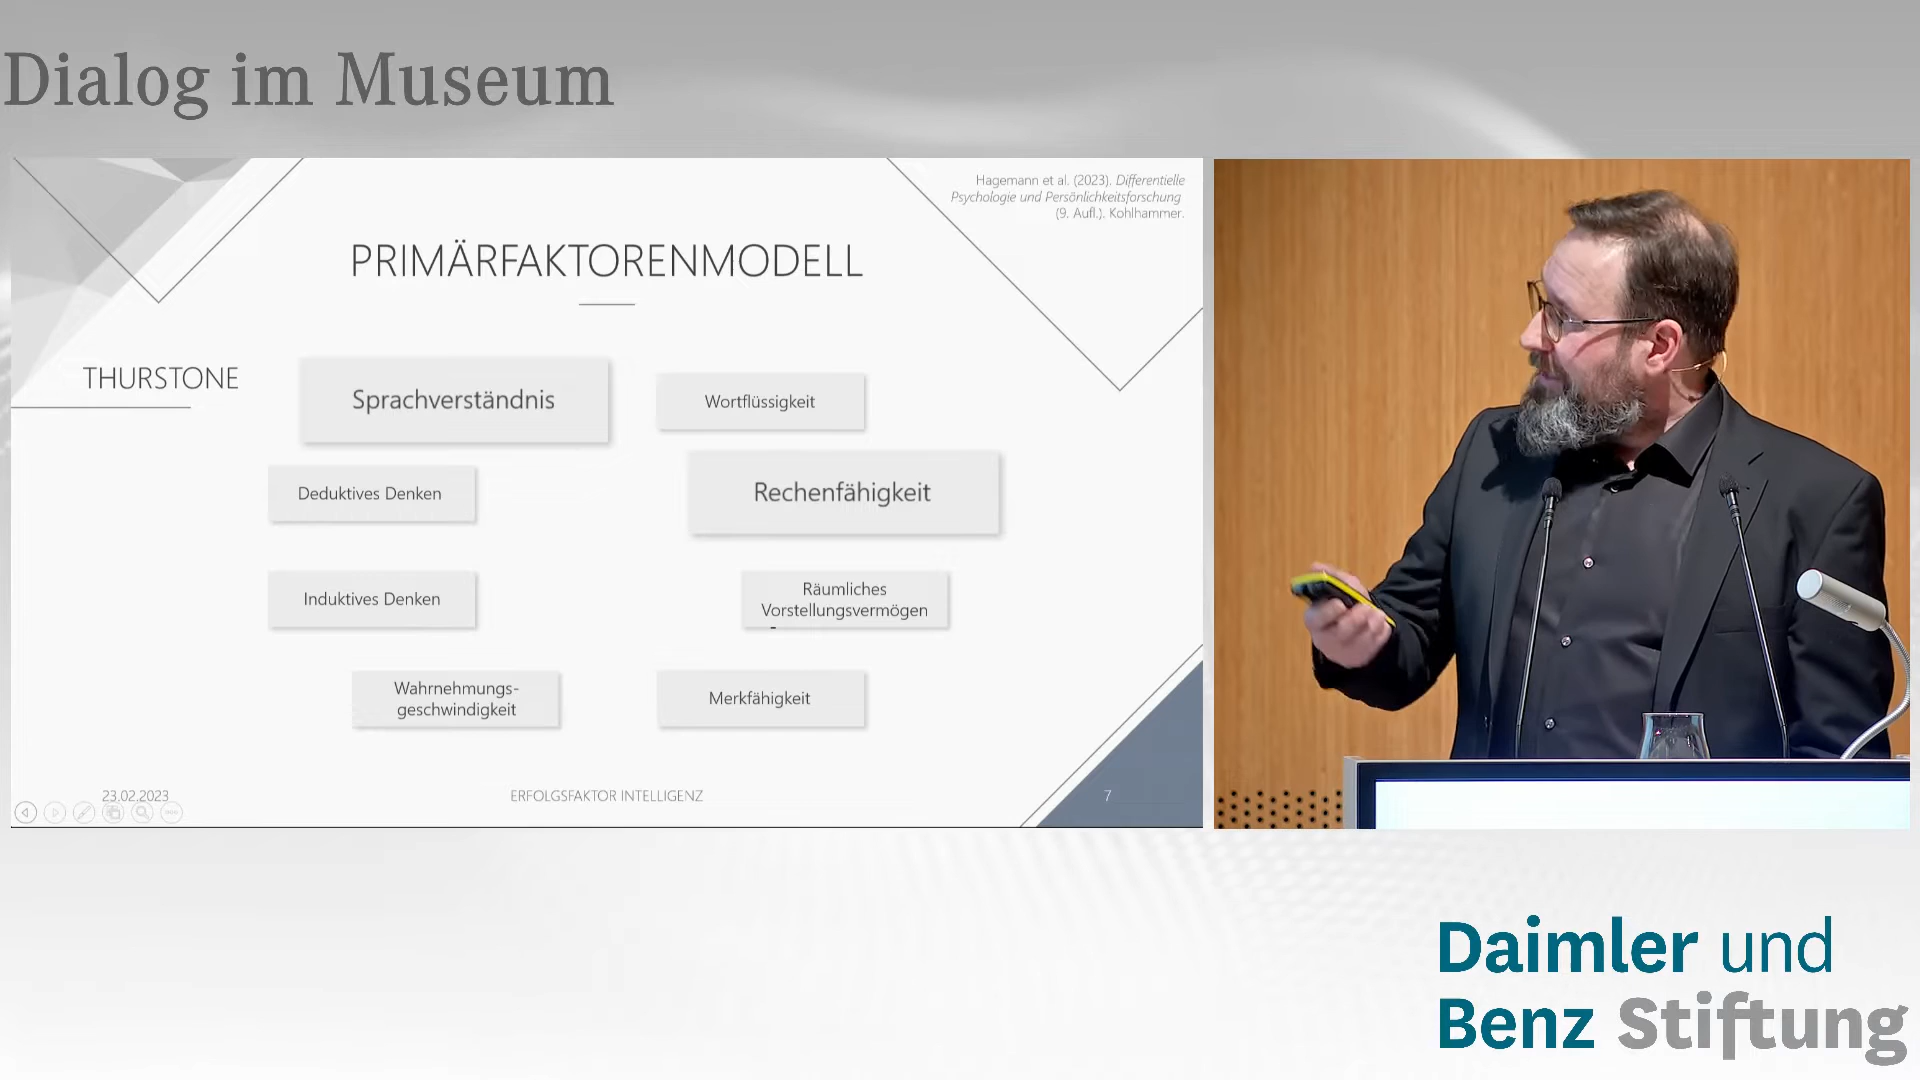 Dialog im Museum
Hagemann et al. (2023). Differentielle
Psychologie und Persönlichkeitsforschung
(9. Aufl.). Kohlhammer.
PRIMÄRFAKTORENMODELL
THURSTONE
Sprachverständnis
Wortflüssigkeit
Deduktives Denken
Rechenfähigkeit
Induktives Denken
Räumliches
Vorstellungsvermögen
Wahrnehmungs-
geschwindigkeit
Merkfähigkeit
23.02.2023
ERFOLGSFAKTOR INTELLIGENZ
7
Daimler und
Benz Stiftung